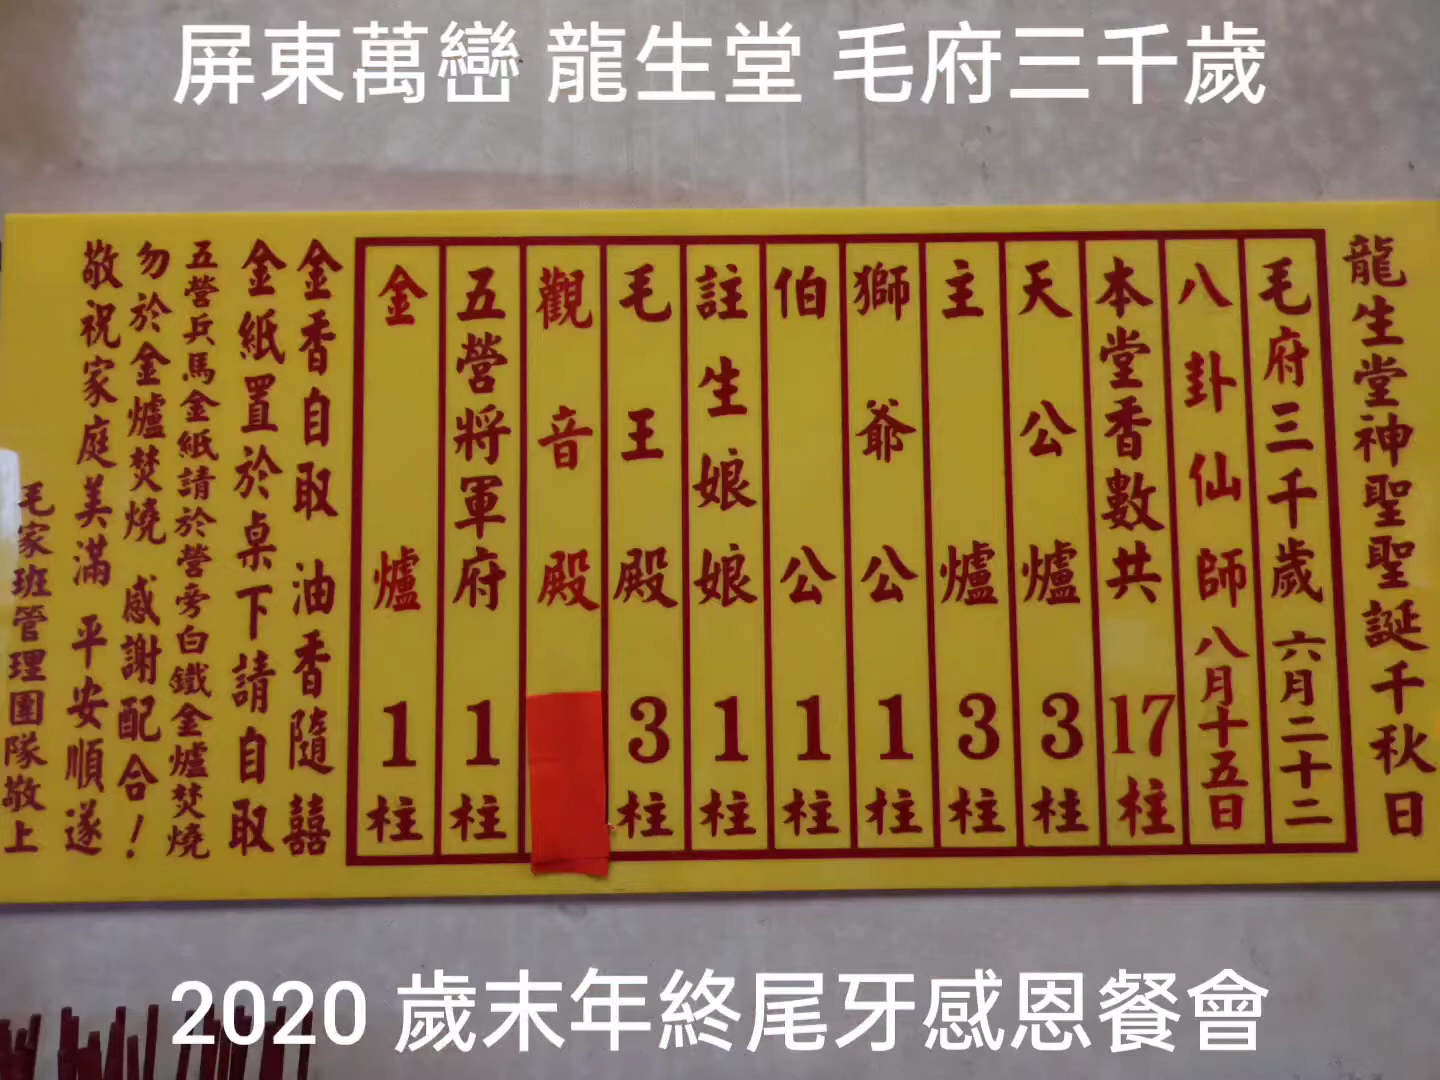 屏東萬巒 龍生堂 毛府三千歲
龍生堂神聖聖誕千秋日
毛府三千歲 六月二十二
八卦仙師 八月十五日
本堂香數共17柱
天公爐3柱
主爐3柱
獅爺公1柱
伯公1柱
註生娘娘1柱
毛王殿3柱
觀音殿
五營將軍府1柱
金爐1柱
金香自取 油香隨囍
金紙置於桌下請自取
五營兵馬金紙請於營旁白鐵金爐焚燒
勿於金爐焚燒 感謝配合！
敬祝家庭美滿 平安順遂
毛家班管理團隊敬上
2020 歲末年終尾牙感恩餐會